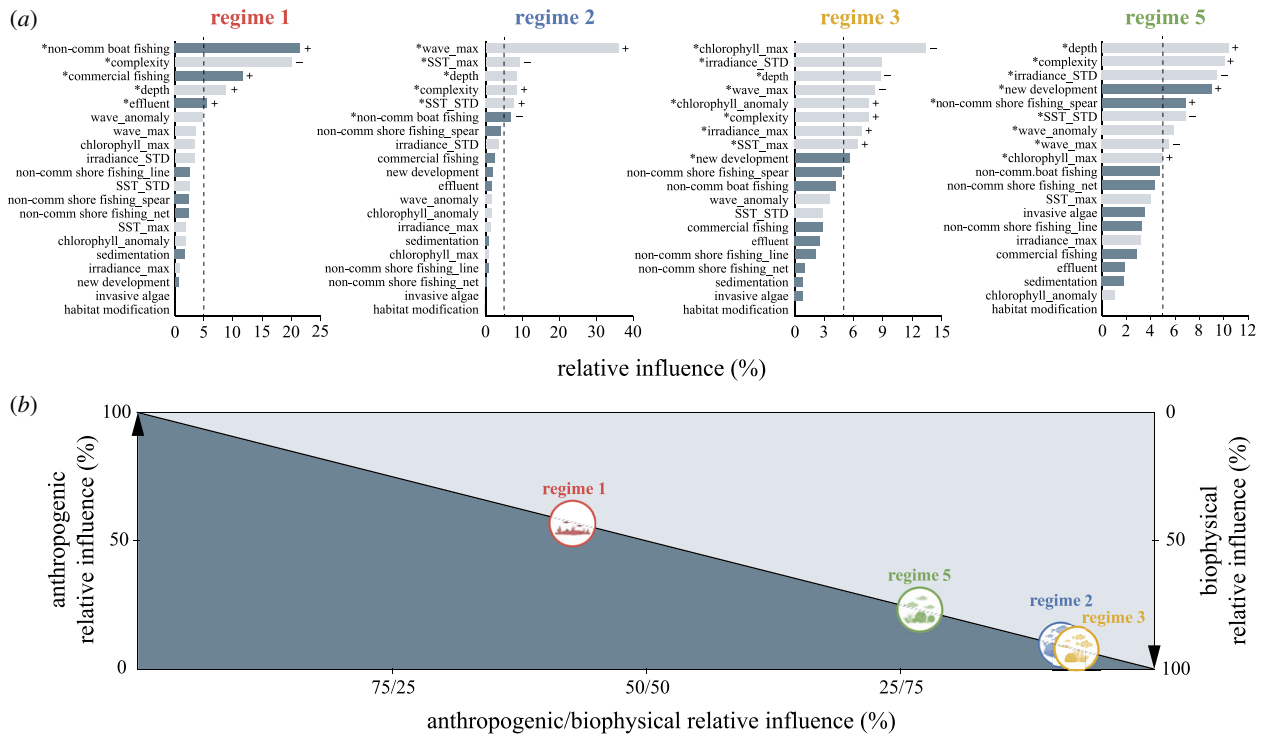 (a)
regime 1
*non-comm boat fishing +
*complexity –
*commercial fishing +
*depth +
*effluent +
wave_anomaly
wave_max
chlorophyll_max
irradiance_STD
non-comm shore fishing_line
SST_STD
non-comm shore fishing_spear
non-comm shore fishing_net
SST_max
chlorophyll_anomaly
sedimentation
irradiance_max
new development
invasive algae
habitat modification
0 5 10 15 20 25
regime 2
*wave_max +
*SST_max –
*depth
*complexity +
*SST_STD +
*non-comm boat fishing –
non-comm shore fishing_spear
irradiance_STD
commercial fishing
new development
effluent
wave_anomaly
chlorophyll_anomaly
irradiance_max
sedimentation
chlorophyll_max
non-comm shore fishing_line
non-comm shore fishing_net
invasive algae
habitat modification
0 10 20 30 40
regime 3
*chlorophyll_max –
*irradiance_STD
*depth –
*wave_max –
*chlorophyll_anomaly +
*complexity +
*irradiance_max +
*SST_max +
*new development
non-comm shore fishing_spear
non-comm boat fishing
wave_anomaly
SST_STD
commercial fishing
effluent
non-comm shore fishing_line
non-comm shore fishing_net
sedimentation
invasive algae
habitat modification
0 3 6 9 12 15
regime 5
*depth +
*complexity +
*irradiance_STD –
*new development +
*non-comm shore fishing_spear +
*SST_STD –
*wave_anomaly
*wave_max –
*chlorophyll_max +
non-comm.boat fishing
non-comm shore fishing_net
SST_max
invasive algae
non-comm shore fishing_line
irradiance_max
commercial fishing
effluent
sedimentation
chlorophyll_anomaly
habitat modification
0 2 4 6 8 10 12
relative influence (%)
(b)
anthropogenic
relative influence (%)
100
50
0
regime 1
regime 5
regime 2
regime 3
0
50
100
biophysical
relative influence (%)
75/25 50/50 25/75
anthropogenic/biophysical relative influence (%)